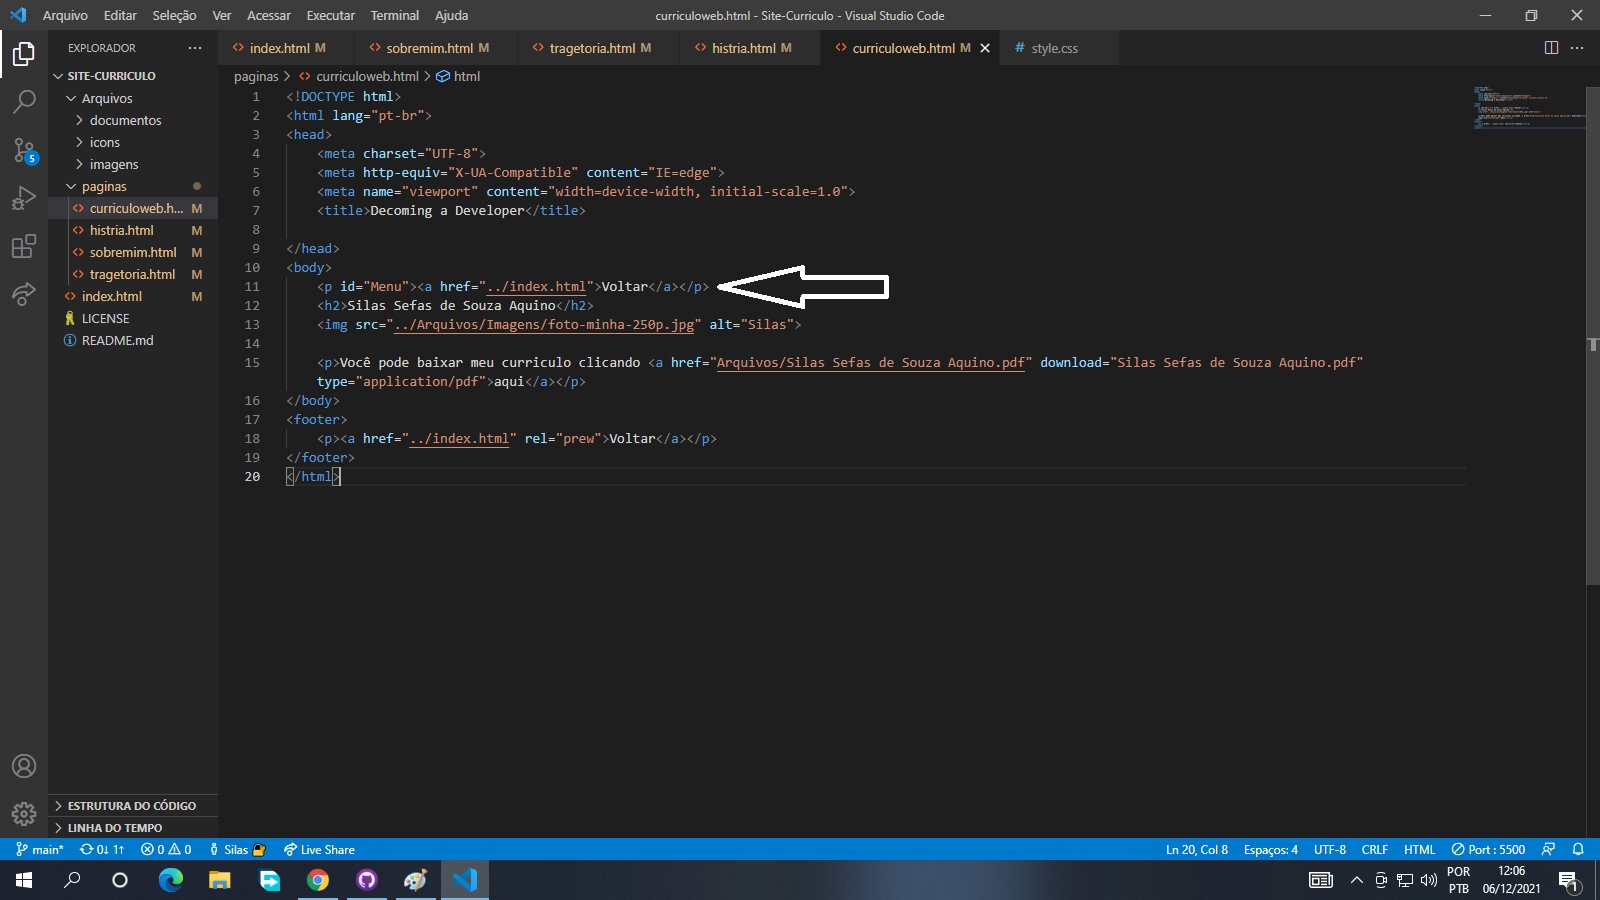 Arquivo Editar Seleção Ver Acessar Executar Terminal Ajuda
curriculoweb.html - Site-Curriculo - Visual Studio Code
EXPLORADOR
index.html M sobremim.html M tragetoria.html M histria.html M curriculoweb.html M # style.css
SITE-CURRICULO
Arquivos
documentos
icons
imagens
paginas
curriculoweb.h... M
histria.html M
sobremim.html M
tragetoria.html M
index.html M
LICENSE
README.md
5
paginas > curriculoweb.html > html
1 <!DOCTYPE html>
2 <html lang="pt-br">
3 <head>
4 <meta charset="UTF-8">
5 <meta http-equiv="X-UA-Compatible" content="IE=edge">
6 <meta name="viewport" content="width=device-width, initial-scale=1.0">
7 <title>Decoming a Developer</title>
8
9 </head>
10 <body>
11 <p id="Menu"><a href="../index.html">Voltar</a></p>
12 <h2>Silas Sefas de Souza Aquino</h2>
13 <img src="../Arquivos/Imagens/foto-minha-250p.jpg" alt="Silas">
14
15 <p>Você pode baixar meu curriculo clicando <a href="Arquivos/Silas Sefas de Souza Aquino.pdf" download="Silas Sefas de Souza Aquino.pdf"
type="application/pdf">aqui</a></p>
16 </body>
17 <footer>
18 <p><a href="../index.html" rel="prew">Voltar</a></p>
19 </footer>
20 </html>
ESTRUTURA DO CÓDIGO
LINHA DO TEMPO
main* 0↓ 1↑ 0 0 Silas Live Share
Ln 20, Col 8 Espaços: 4 UTF-8 CRLF HTML Port : 5500
POR
PTB
12:06
06/12/2021
1